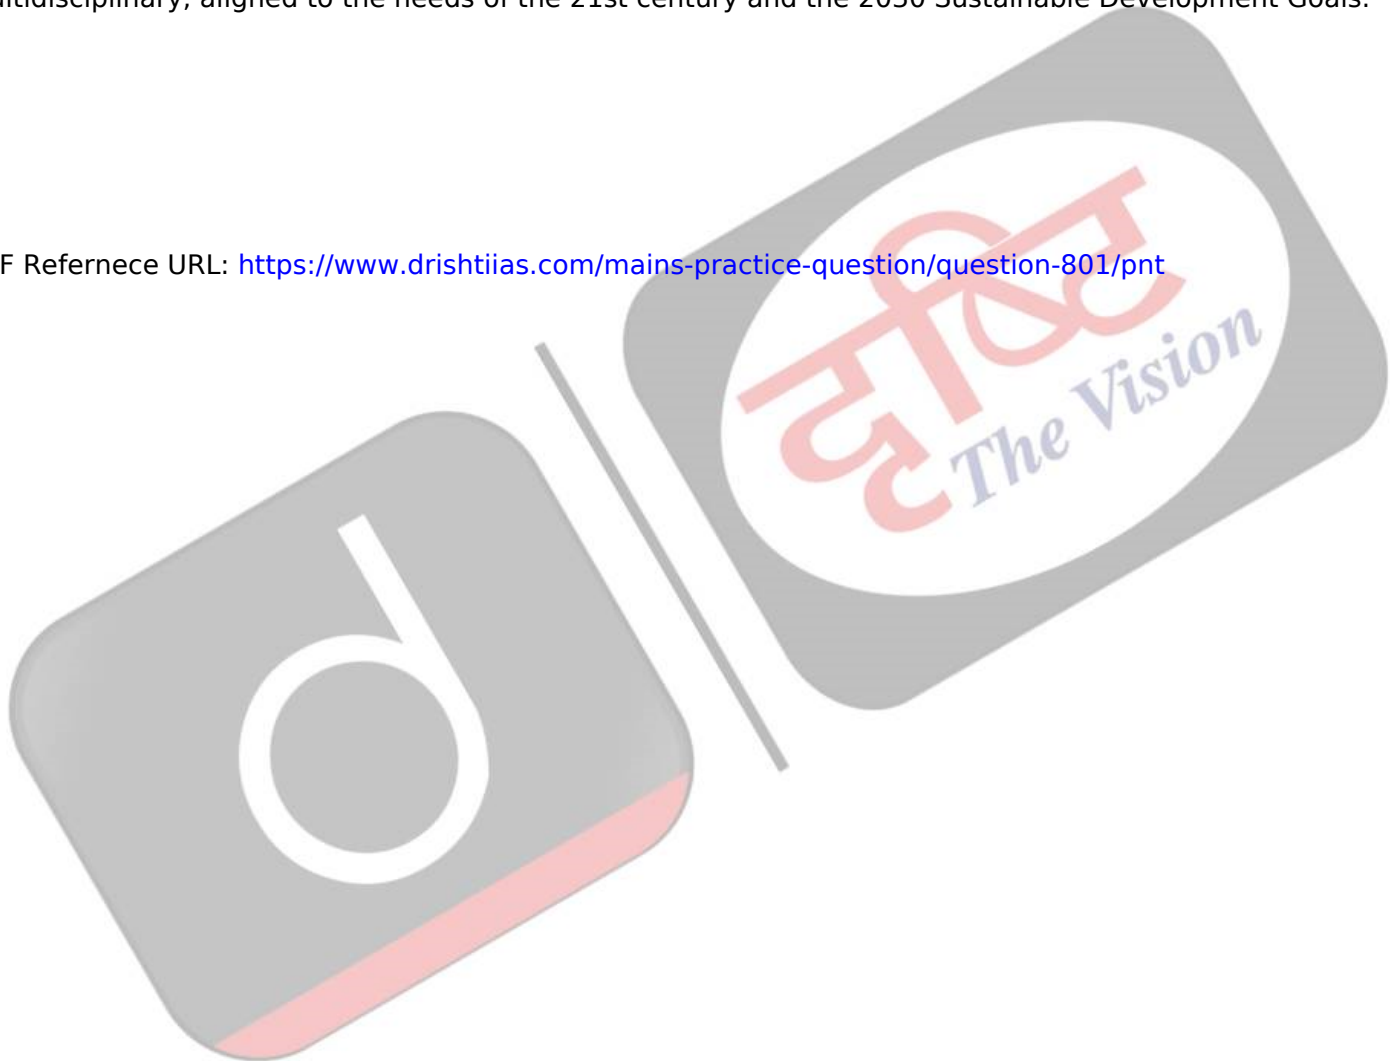 ultidisciplinary, aligned to the needs of the 21st century and the 2030 Sustainable Development Goals.
F Refernece URL: https://www.drishtiias.com/mains-practice-question/question-801/pnt
दृष्टि
The Vision
d